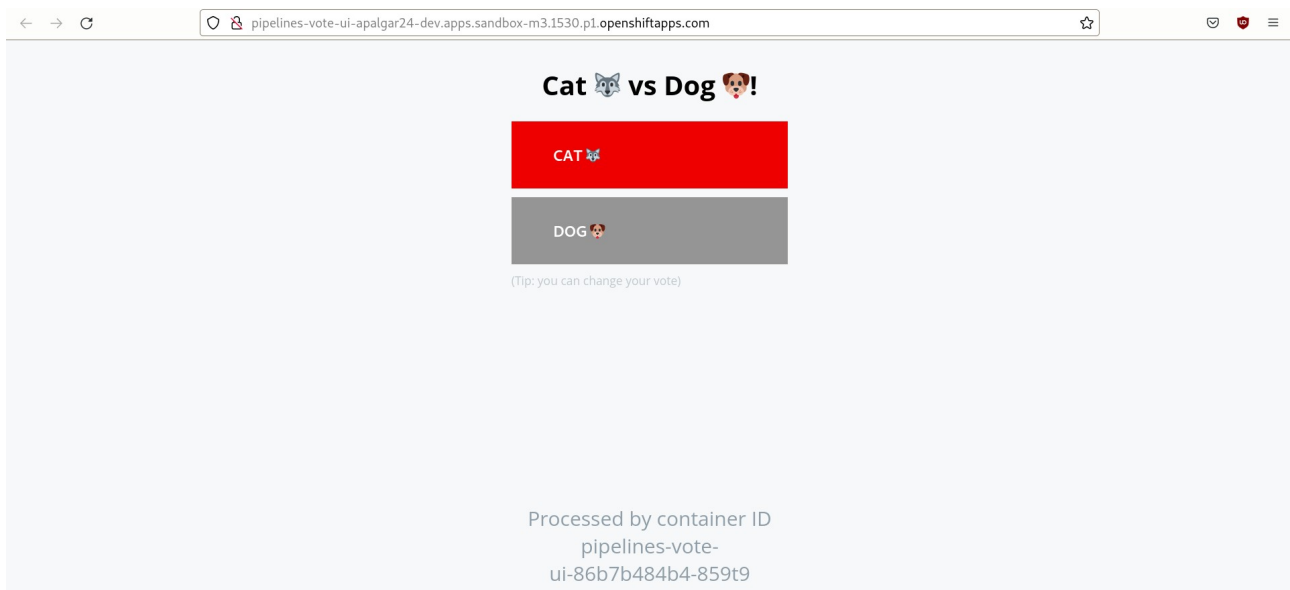 pipelines-vote-ui-apalgar24-dev.apps.sandbox-m3.1530.p1.openshiftapps.com
Cat 🐺 vs Dog 🐶!
CAT🐺
DOG🐶
(Tip: you can change your vote)
Processed by container ID
pipelines-vote-
ui-86b7b484b4-859t9